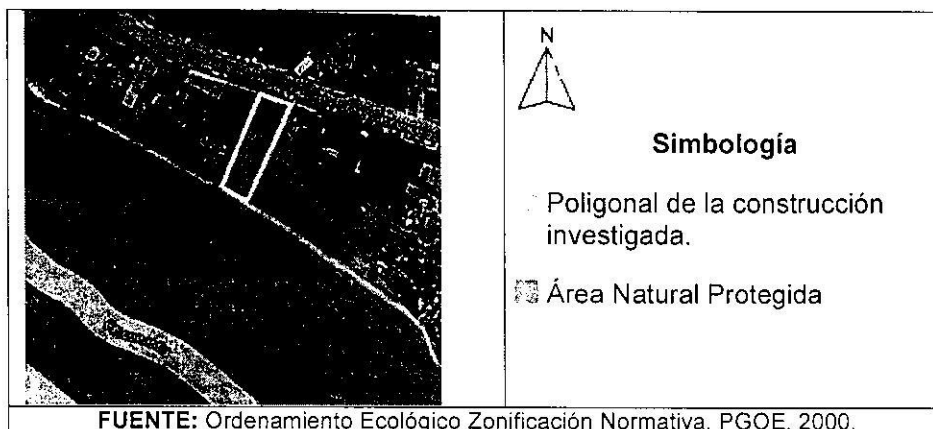 N
Simbología
Poligonal de la construcción
investigada.
Área Natural Protegida
FUENTE: Ordenamiento Ecológico Zonificación Normativa. PGOE, 2000.